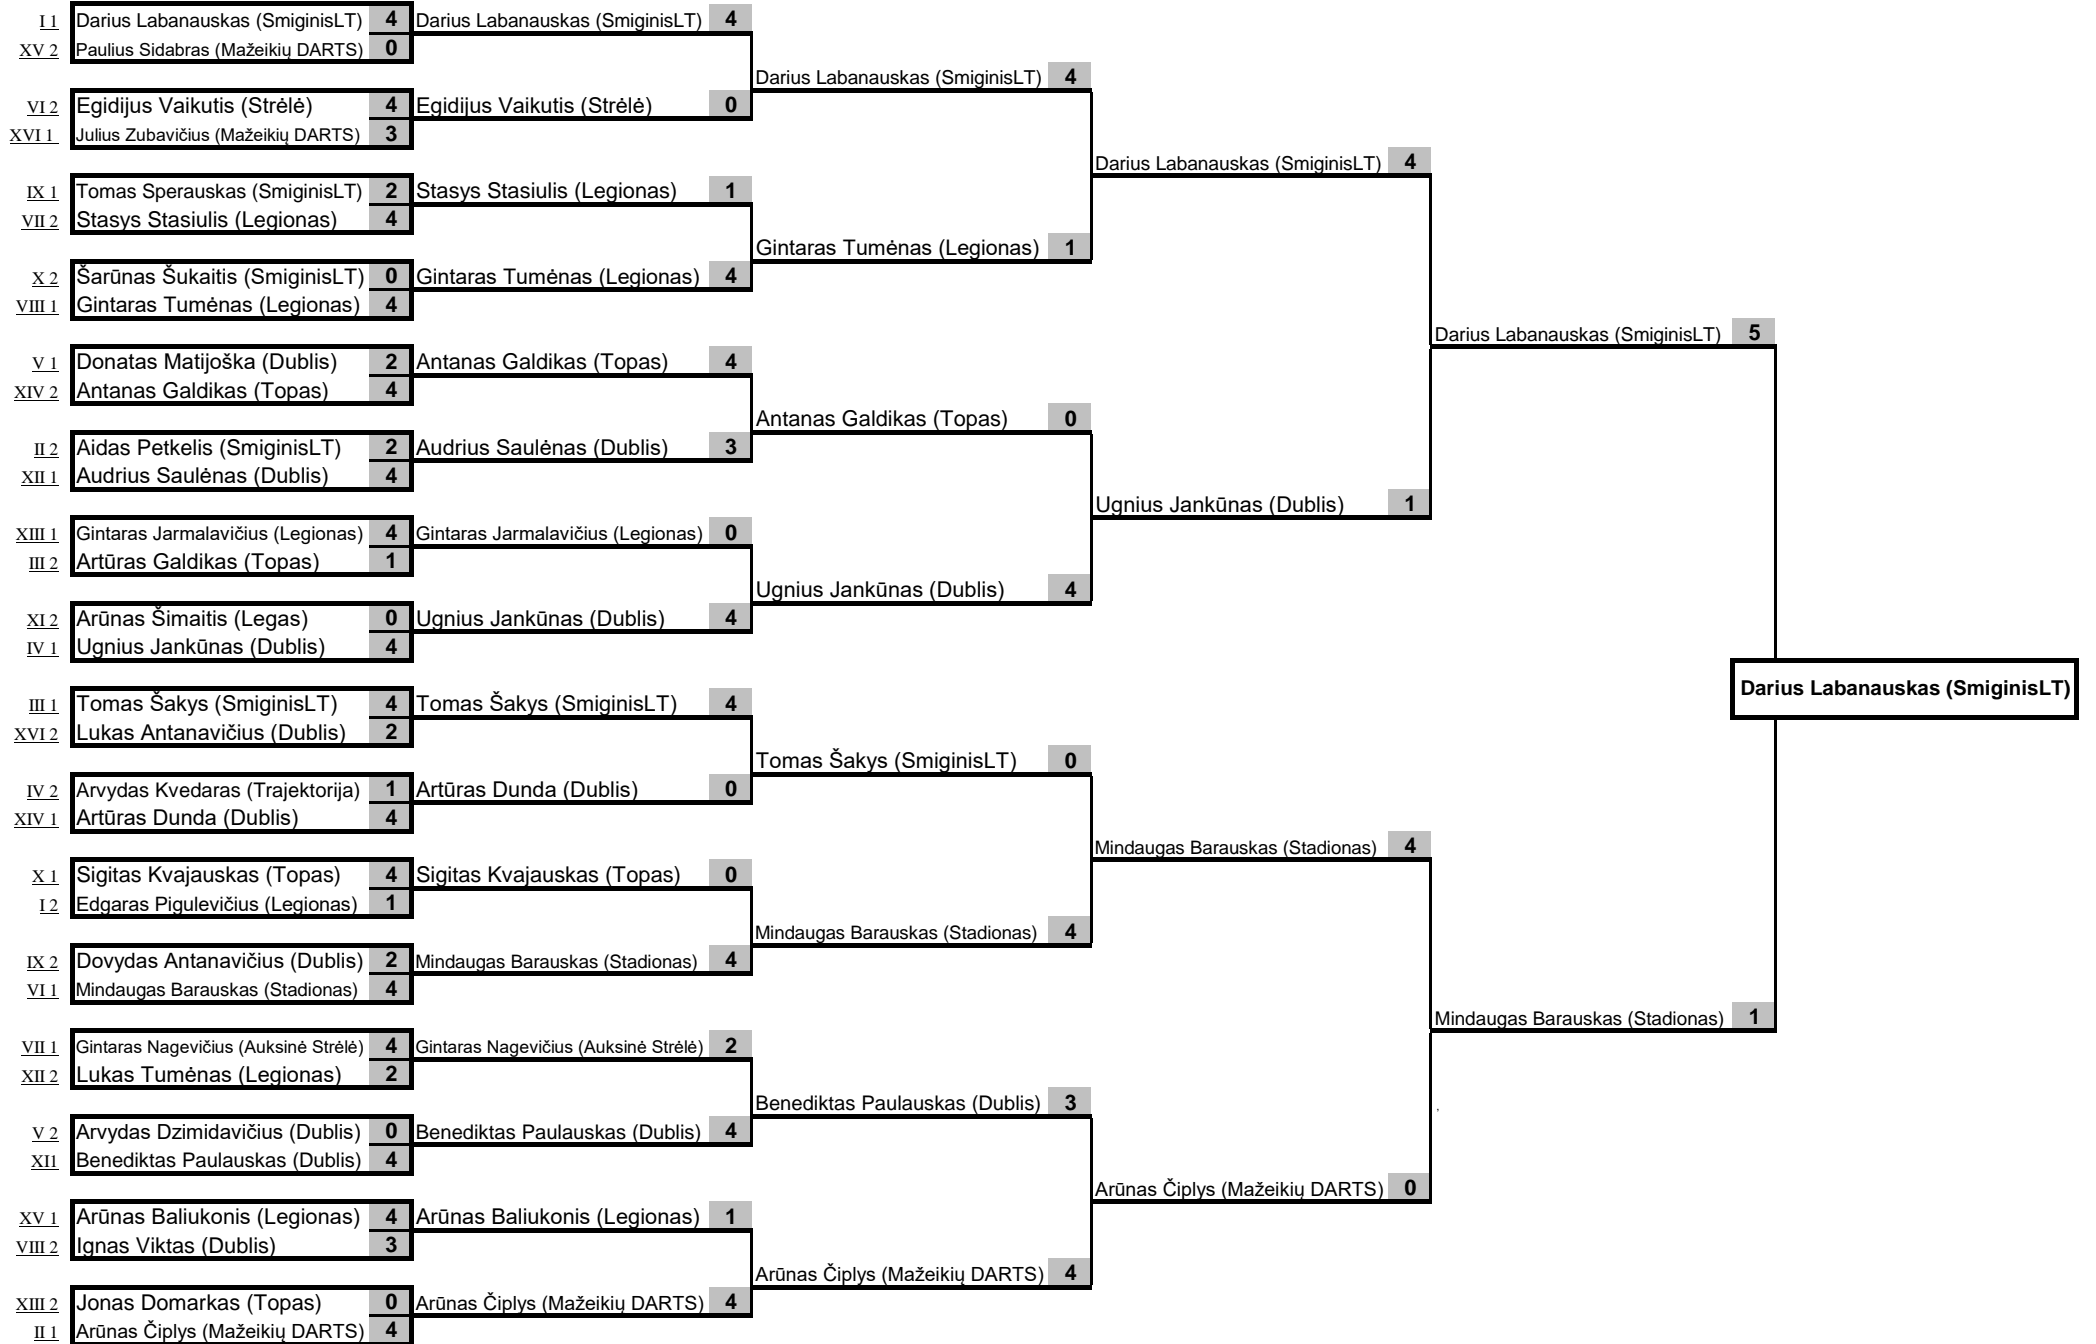 I 1 Darius Labanauskas (SmiginisLT) 4 Darius Labanauskas (SmiginisLT) 4
XV 2 Paulius Sidabras (Mažeikių DARTS) 0
Darius Labanauskas (SmiginisLT) 4
VI 2 Egidijus Vaikutis (Strėlė) 4 Egidijus Vaikutis (Strėlė) 0
XVI 1 Julius Zubavičius (Mažeikių DARTS) 3
Darius Labanauskas (SmiginisLT) 4
IX 1 Tomas Sperauskas (SmiginisLT) 2 Stasys Stasiulis (Legionas) 1
VII 2 Stasys Stasiulis (Legionas) 4
Gintaras Tumėnas (Legionas) 1
X 2 Šarūnas Šukaitis (SmiginisLT) 0 Gintaras Tumėnas (Legionas) 4
VIII 1 Gintaras Tumėnas (Legionas) 4
Darius Labanauskas (SmiginisLT) 5
V 1 Donatas Matijoška (Dublis) 2 Antanas Galdikas (Topas) 4
XIV 2 Antanas Galdikas (Topas) 4
Antanas Galdikas (Topas) 0
II 2 Aidas Petkelis (SmiginisLT) 2 Audrius Saulėnas (Dublis) 3
XII 1 Audrius Saulėnas (Dublis) 4
Ugnius Jankūnas (Dublis) 1
XIII 1 Gintaras Jarmalavičius (Legionas) 4 Gintaras Jarmalavičius (Legionas) 0
III 2 Artūras Galdikas (Topas) 1
Ugnius Jankūnas (Dublis) 4
XI 2 Arūnas Šimaitis (Legas) 0 Ugnius Jankūnas (Dublis) 4
IV 1 Ugnius Jankūnas (Dublis) 4
Darius Labanauskas (SmiginisLT)
III 1 Tomas Šakys (SmiginisLT) 4 Tomas Šakys (SmiginisLT) 4
XVI 2 Lukas Antanavičius (Dublis) 2
Tomas Šakys (SmiginisLT) 0
IV 2 Arvydas Kvedaras (Trajektorija) 1 Artūras Dunda (Dublis) 0
XIV 1 Artūras Dunda (Dublis) 4
Mindaugas Barauskas (Stadionas) 4
X 1 Sigitas Kvajauskas (Topas) 4 Sigitas Kvajauskas (Topas) 0
I 2 Edgaras Pigulevičius (Legionas) 1
Mindaugas Barauskas (Stadionas) 4
IX 2 Dovydas Antanavičius (Dublis) 2 Mindaugas Barauskas (Stadionas) 4
VI 1 Mindaugas Barauskas (Stadionas) 4
Mindaugas Barauskas (Stadionas) 1
VII 1 Gintaras Nagevičius (Auksinė Strėlė) 4 Gintaras Nagevičius (Auksinė Strėlė) 2
XII 2 Lukas Tumėnas (Legionas) 2
Benediktas Paulauskas (Dublis) 3
V 2 Arvydas Dzimidavičius (Dublis) 0 Benediktas Paulauskas (Dublis) 4
XI1 Benediktas Paulauskas (Dublis) 4
Arūnas Čiplys (Mažeikių DARTS) 0
XV 1 Arūnas Baliukonis (Legionas) 4 Arūnas Baliukonis (Legionas) 1
VIII 2 Ignas Viktas (Dublis) 3
Arūnas Čiplys (Mažeikių DARTS) 4
XIII 2 Jonas Domarkas (Topas) 0 Arūnas Čiplys (Mažeikių DARTS) 4
II 1 Arūnas Čiplys (Mažeikių DARTS) 4